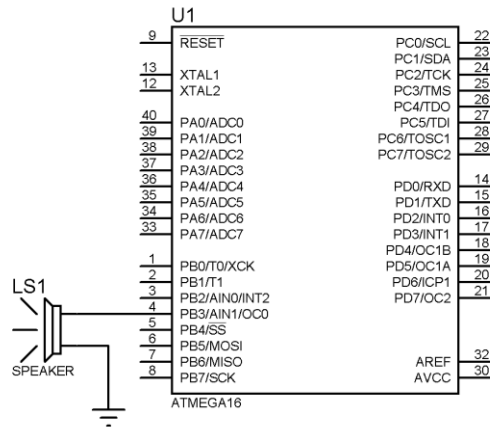 U1
9 RESET
13 XTAL1
12 XTAL2
40 PA0/ADC0
39 PA1/ADC1
38 PA2/ADC2
37 PA3/ADC3
36 PA4/ADC4
35 PA5/ADC5
34 PA6/ADC6
33 PA7/ADC7
1 PB0/T0/XCK
2 PB1/T1
3 PB2/AIN0/INT2
4 PB3/AIN1/OC0
5 PB4/SS
6 PB5/MOSI
7 PB6/MISO
8 PB7/SCK
PC0/SCL 22
PC1/SDA 23
PC2/TCK 24
PC3/TMS 25
PC4/TDO 26
PC5/TDI 27
PC6/TOSC1 28
PC7/TOSC2 29
PD0/RXD 14
PD1/TXD 15
PD2/INT0 16
PD3/INT1 17
PD4/OC1B 18
PD5/OC1A 19
PD6/ICP1 20
PD7/OC2 21
AREF 32
AVCC 30
ATMEGA16
LS1
SPEAKER